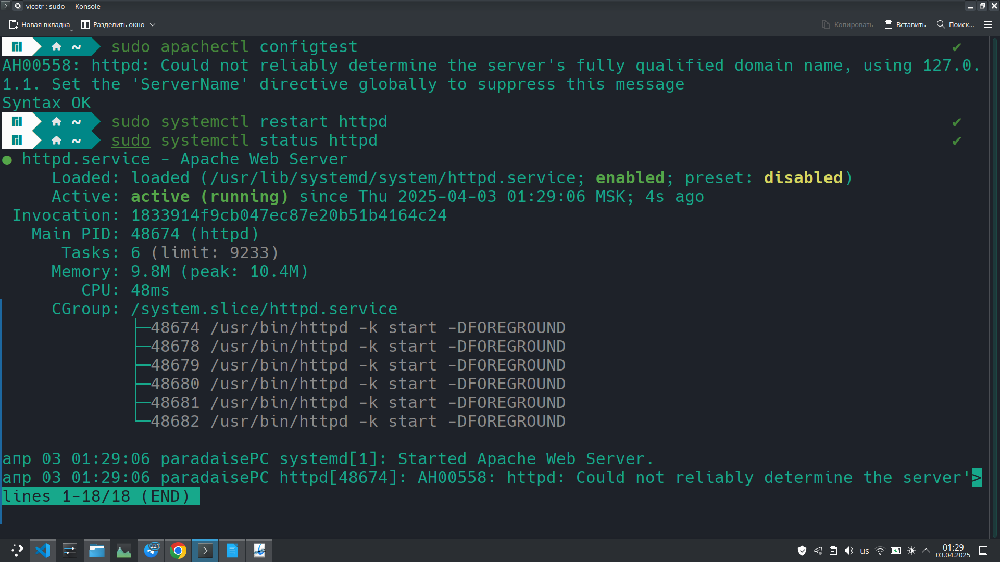 vicotr : sudo — Konsole
Новая вкладка Разделить окно Копировать Вставить Поиск...
~ sudo apachectl configtest ✔
AH00558: httpd: Could not reliably determine the server's fully qualified domain name, using 127.0.
1.1. Set the 'ServerName' directive globally to suppress this message
Syntax OK
~ sudo systemctl restart httpd ✔
~ sudo systemctl status httpd ✔
● httpd.service - Apache Web Server
Loaded: loaded (/usr/lib/systemd/system/httpd.service; enabled; preset: disabled)
Active: active (running) since Thu 2025-04-03 01:29:06 MSK; 4s ago
Invocation: 1833914f9cb047ec87e20b51b4164c24
Main PID: 48674 (httpd)
Tasks: 6 (limit: 9233)
Memory: 9.8M (peak: 10.4M)
CPU: 48ms
CGroup: /system.slice/httpd.service
├─48674 /usr/bin/httpd -k start -DFOREGROUND
├─48678 /usr/bin/httpd -k start -DFOREGROUND
├─48679 /usr/bin/httpd -k start -DFOREGROUND
├─48680 /usr/bin/httpd -k start -DFOREGROUND
├─48681 /usr/bin/httpd -k start -DFOREGROUND
└─48682 /usr/bin/httpd -k start -DFOREGROUND
апр 03 01:29:06 paradaisePC systemd[1]: Started Apache Web Server.
апр 03 01:29:06 paradaisePC httpd[48674]: AH00558: httpd: Could not reliably determine the server'>
lines 1-18/18 (END)
221
us
01:29
03.04.2025